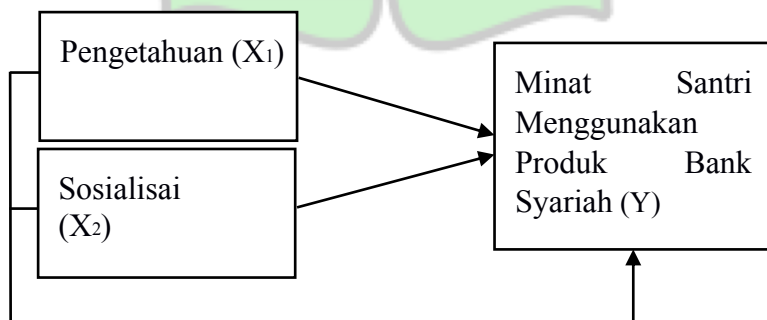 Pengetahuan (X1)
Sosialisai
(X2)
Minat Santri
Menggunakan
Produk Bank
Syariah (Y)